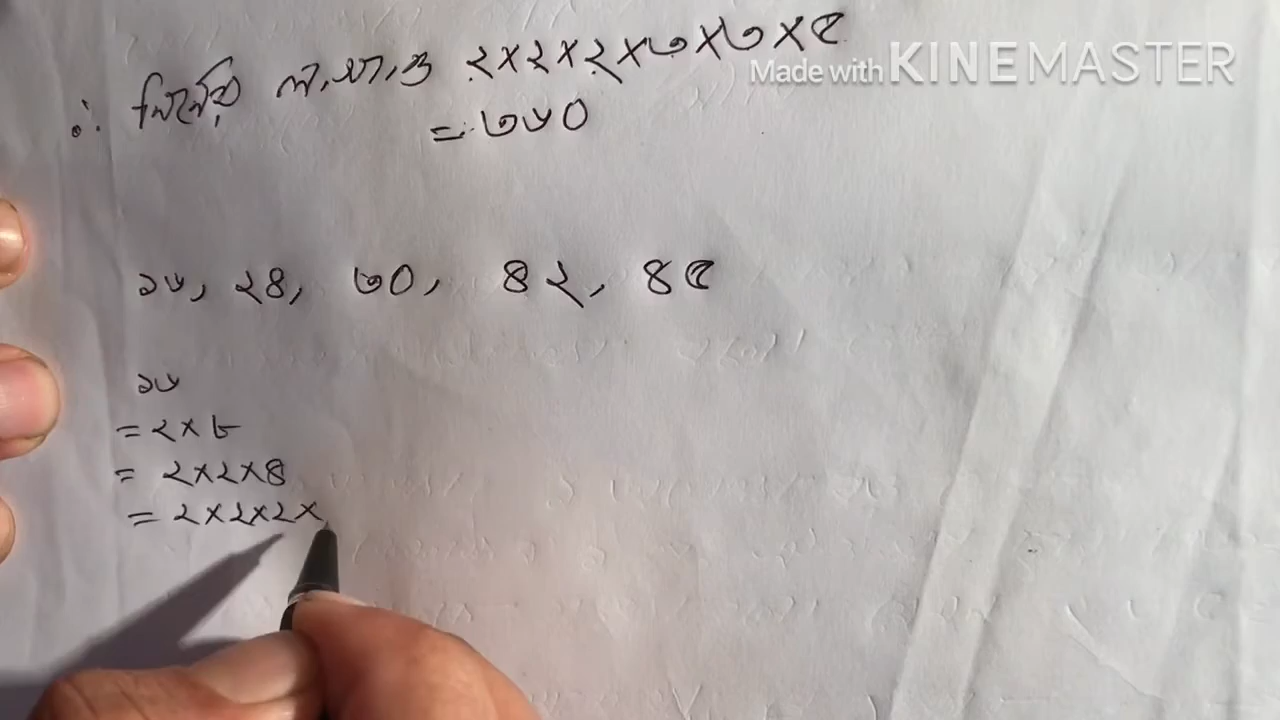 ∴ নির্ণেয় ল.সা.গু ২×২×২×৩×৩×৫
= ৩৬০
Made with KINEMASTER
১৬, ২৪, ৩০, ৪২, ৪৫
১৬
= ২×৮
= ২×২×৪
= ২×২×২×